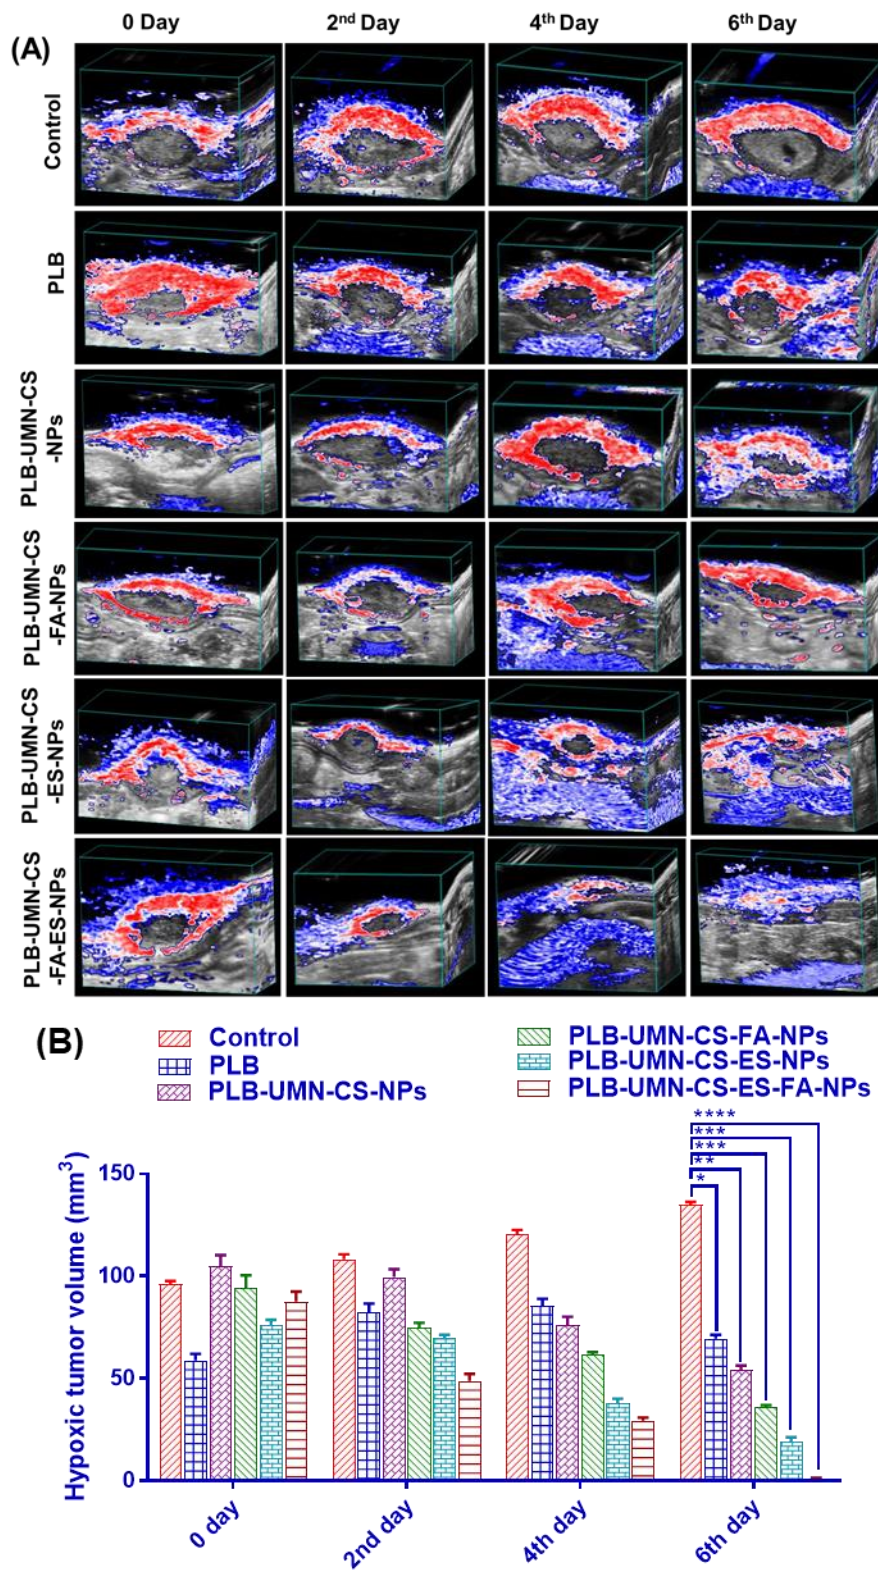 0 Day 2nd Day 4th Day 6th Day
(A)
Control
PLB
PLB-UMN-CS
-NPs
PLB-UMN-CS
-FA-NPs
PLB-UMN-CS
-ES-NPs
PLB-UMN-CS
-FA-ES-NPs
(B)
Control
PLB
PLB-UMN-CS-NPs
PLB-UMN-CS-FA-NPs
PLB-UMN-CS-ES-NPs
PLB-UMN-CS-ES-FA-NPs
Hypoxic tumor volume (mm3)
150
100
50
0
****
***
***
**
*
0 day 2nd day 4th day 6th day